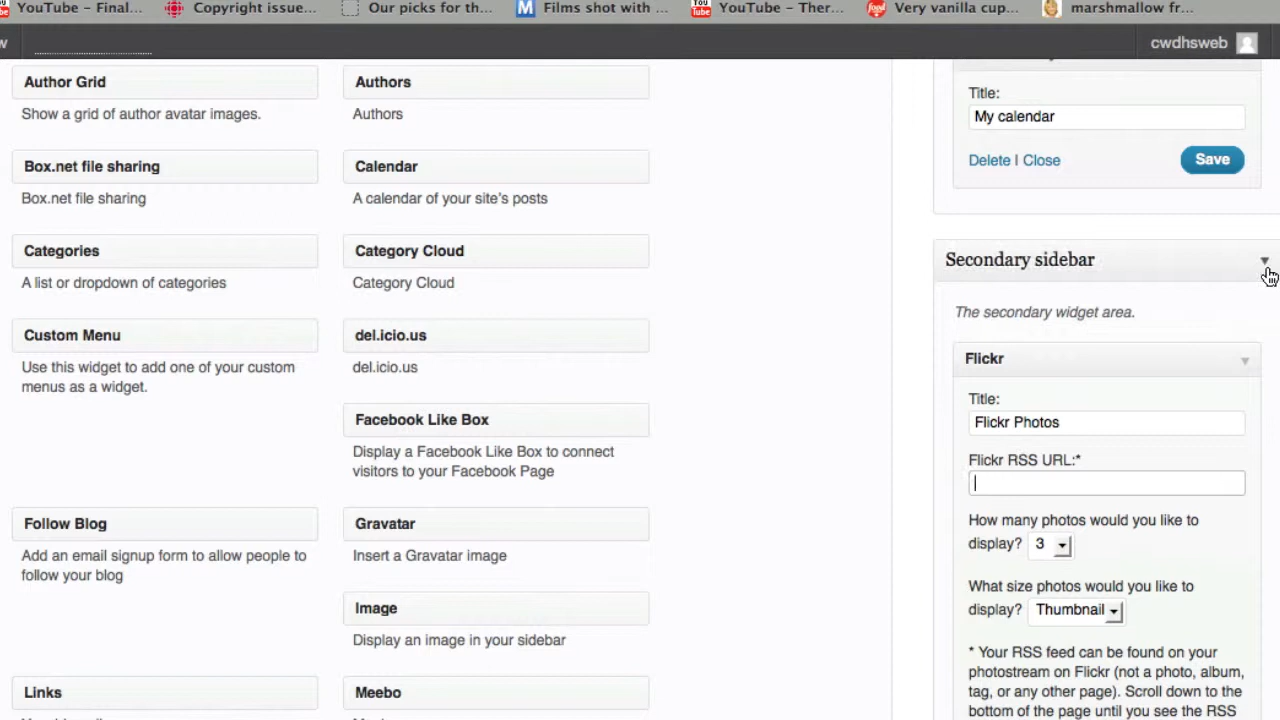 YouTube – Final...
Copyright issue...
Our picks for th...
M Films shot with ...
YouTube – Ther...
food Very vanilla cup...
marshmallow fr...
w
cwdhsweb
Author Grid
Show a grid of author avatar images.
Authors
Authors
Box.net file sharing
Box.net file sharing
Calendar
A calendar of your site's posts
Categories
A list or dropdown of categories
Category Cloud
Category Cloud
Custom Menu
Use this widget to add one of your custom
menus as a widget.
del.icio.us
del.icio.us
Facebook Like Box
Display a Facebook Like Box to connect
visitors to your Facebook Page
Follow Blog
Add an email signup form to allow people to
follow your blog
Gravatar
Insert a Gravatar image
Image
Display an image in your sidebar
Links
Meebo
Title:
My calendar
Delete | Close
Save
Secondary sidebar
The secondary widget area.
Flickr
Title:
Flickr Photos
Flickr RSS URL:*
How many photos would you like to
display? 3
What size photos would you like to
display? Thumbnail
* Your RSS feed can be found on your
photostream on Flickr (not a photo, album,
tag, or any other page). Scroll down to the
bottom of the page until you see the RSS